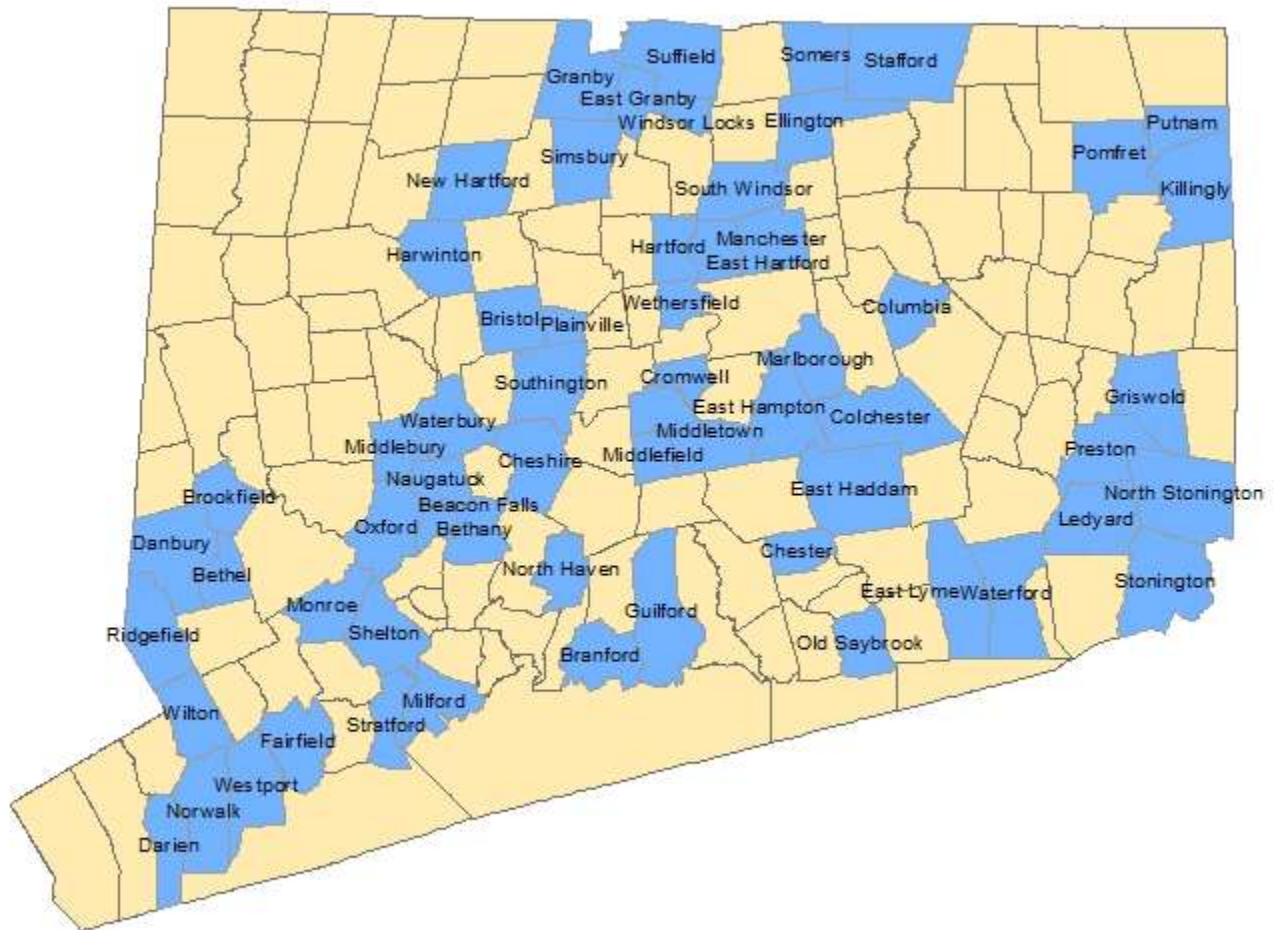 Suffield
Somers
Stafford
Granby
East Granby
Windsor Locks
Ellington
Putnam
Simsbury
Pomfret
New Hartford
South Windsor
Killingly
Hartford
Manchester
East Hartford
Harwinton
Wethersfield
Columbia
Bristol
Plainville
Marlborough
Southington
Cromwell
Griswold
East Hampton
Colchester
Waterbury
Middletown
Middlebury
Middlefield
Preston
Cheshire
Naugatuck
East Haddam
North Stonington
Brookfield
Beacon Falls
Ledyard
Oxford
Bethany
Danbury
Chester
North Haven
Bethel
Stonington
East Lyme
Waterford
Monroe
Guilford
Ridgefield
Shelton
Old Saybrook
Branford
Milford
Wilton
Stratford
Fairfield
Westport
Norwalk
Darien